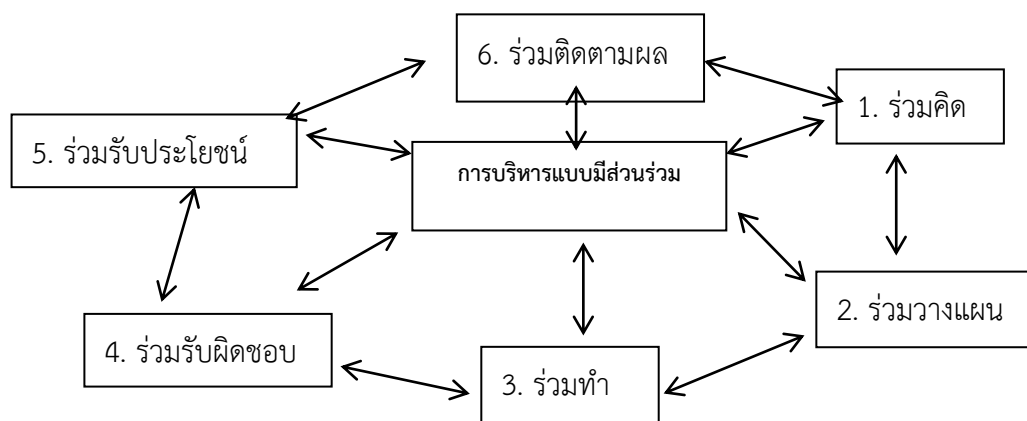 6. ร่วมติดตามผล
1. ร่วมคิด
5. ร่วมรับประโยชน์
การบริหารแบบมีส่วนร่วม
2. ร่วมวางแผน
4. ร่วมรับผิดชอบ
3. ร่วมทำ